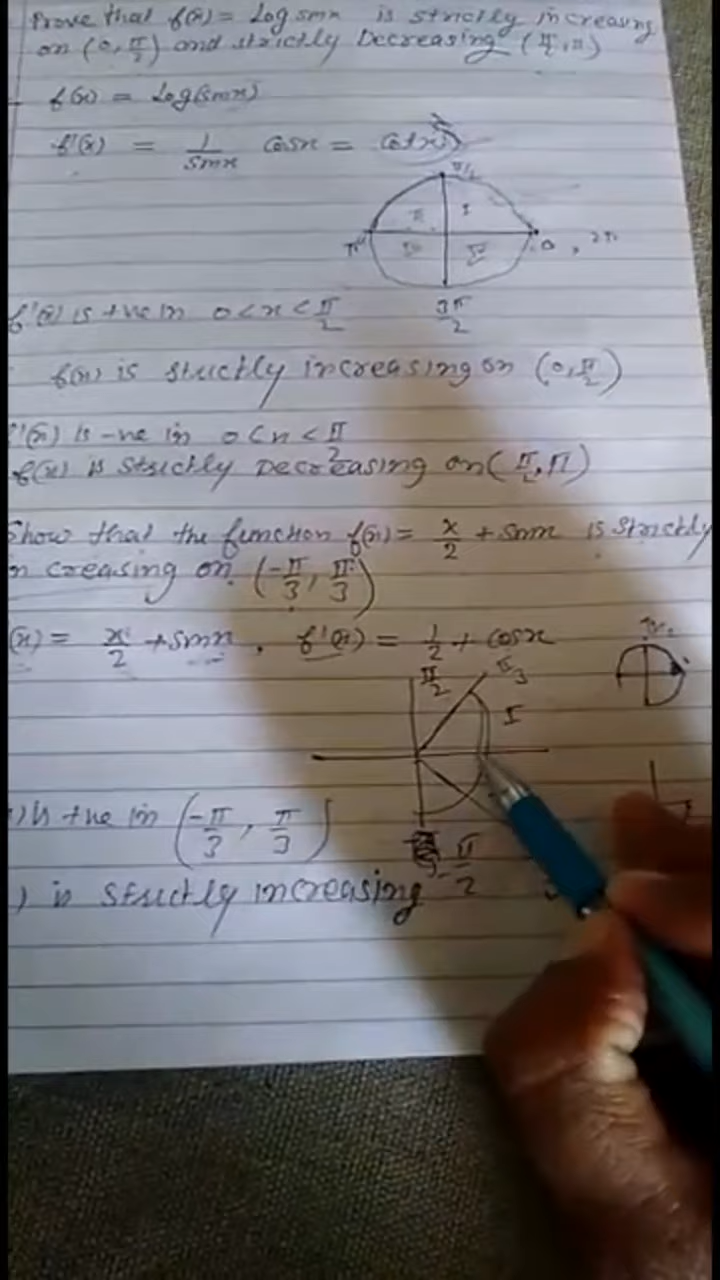 Prove that f(x) = Log sinx is strictly increasing
on (0, π/2) and strictly Decreasing (π/2, π)
f(x) = Log(sinx)
f'(x) = 1/sinx cosx = cotx
π/2
II I
π 0, 2π
III IV
3π/2
f'(x) is +ve in 0<x<π/2
f(x) is strictly increasing on (0, π/2)
'(x) is -ve in 0<x<π/2
f(x) is strictly Decreasing on (π/2, π)
Show that the function f(x) = x/2 + sinx is strictly
n creasing on (-π/3, π/3)
(x) = x/2 + sinx, f'(x) = 1/2 + cosx
π/2 π/3
I
) is +ve in (-π/3, π/3)
-π/2
) is strictly increasing